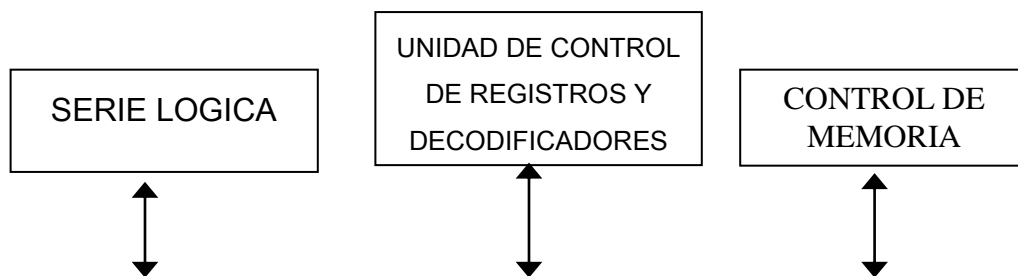 SERIE LOGICA
UNIDAD DE CONTROL
DE REGISTROS Y
DECODIFICADORES
CONTROL DE
MEMORIA